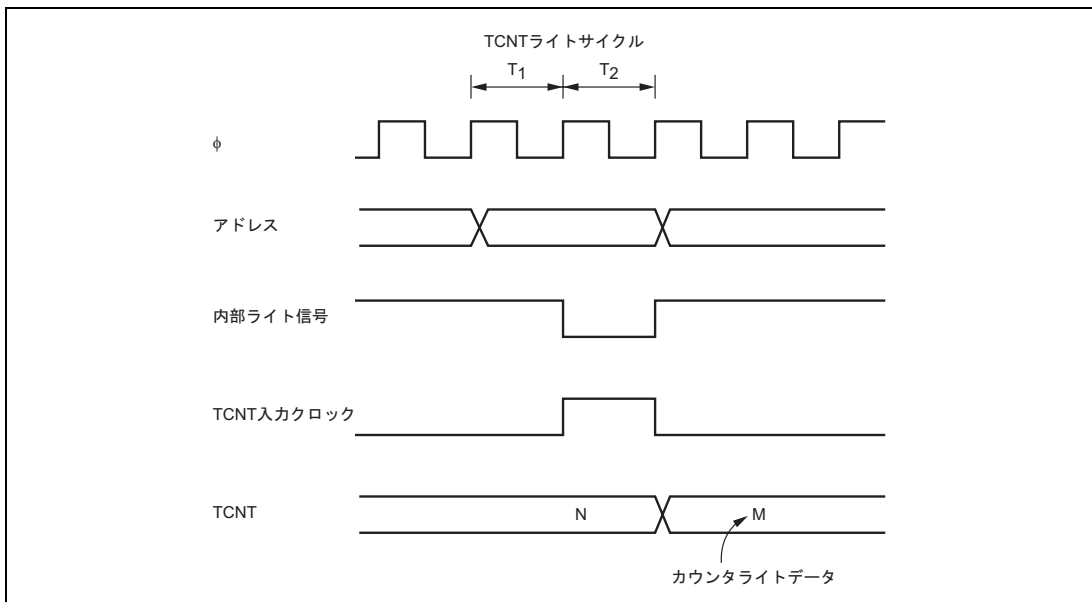 TCNTライトサイクル
T1 T2
φ
アドレス
内部ライト信号
TCNT入力クロック
TCNT N M
カウンタライトデータ